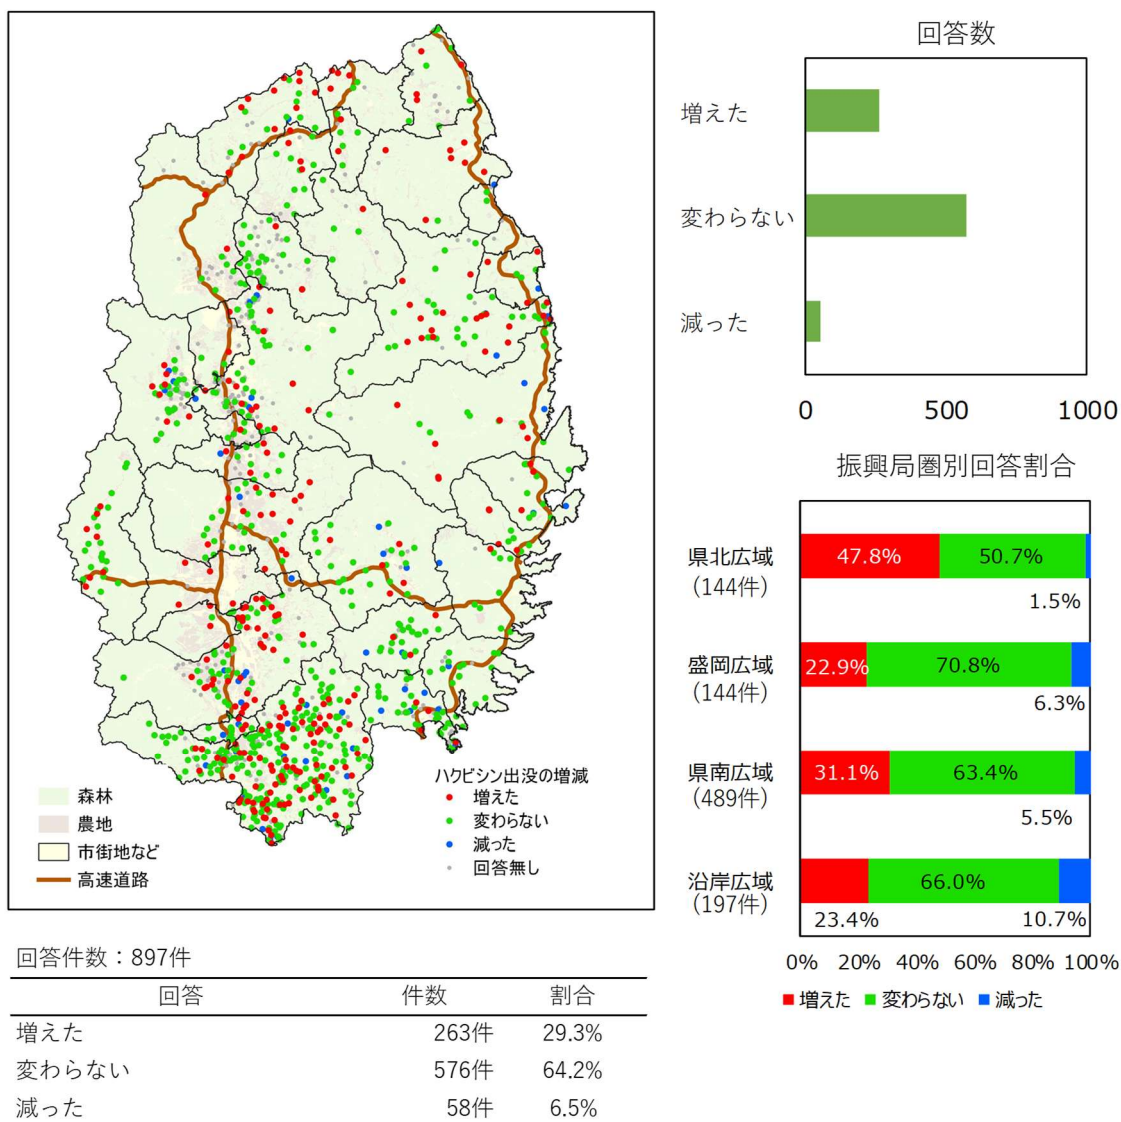 森林
農地
市街地など
高速道路
ハクビシン出没の増減
増えた
変わらない
減った
回答無し
回答件数：897件
回答 件数 割合
増えた 263件 29.3%
変わらない 576件 64.2%
減った 58件 6.5%
回答数
増えた
変わらない
減った
0 500 1000
振興局圏別回答割合
県北広域
(144件)
47.8% 50.7%
1.5%
盛岡広域
(144件)
22.9% 70.8%
6.3%
県南広域
(489件)
31.1% 63.4%
5.5%
沿岸広域
(197件)
66.0%
23.4% 10.7%
0% 20% 40% 60% 80% 100%
増えた 変わらない 減った